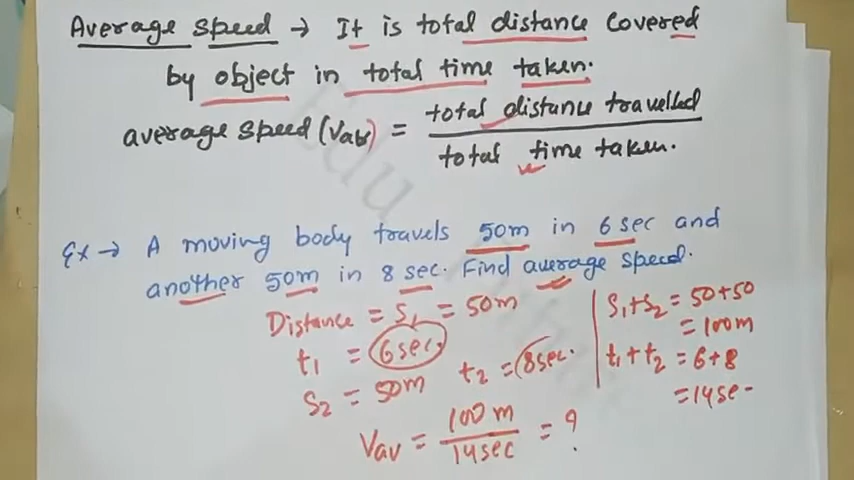 Average speed → It is total distance covered
by object in total time taken.
average speed (Vav) = total distance travelled
total time taken.
Ex → A moving body travels 50m in 6 sec and
another 50m in 8 sec. Find average speed.
Distance = S1 = 50m
t1 = 6sec.
S2 = 50m
t2 = 8sec.
S1+S2 = 50+50
= 100m
t1+t2 = 6+8
= 14se-
Vav = 100 m
14sec
= ?
Edu